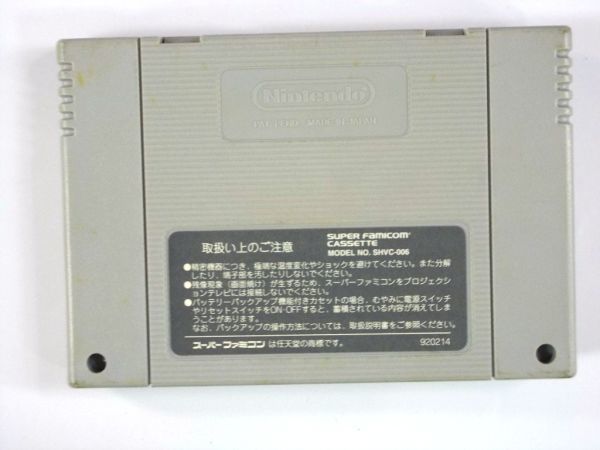 Nintendo
PAT. PEND. MADE IN JAPAN
取扱い上のご注意
SUPER FAMICOM
CASSETTE
MODEL NO. SHVC-006
●精密機器につき、極端な温度変化やショックを避けてください。また分解
したり、端子部を汚したりしないでください。
●残像現象(画面焼け)が生ずるため、スーパーファミコンをプロジェクシ
ョンテレビには接続しないでください。
●バッテリーバックアップ機能付きカセットの場合、むやみに電源スイッチ
やリセットスイッチをON・OFFすると、蓄積されている内容が消えてしま
うことがあります。
なお、バックアップの操作方法については、取扱説明書をご参照ください。
スーパーファミコン は任天堂の商標です。
920214